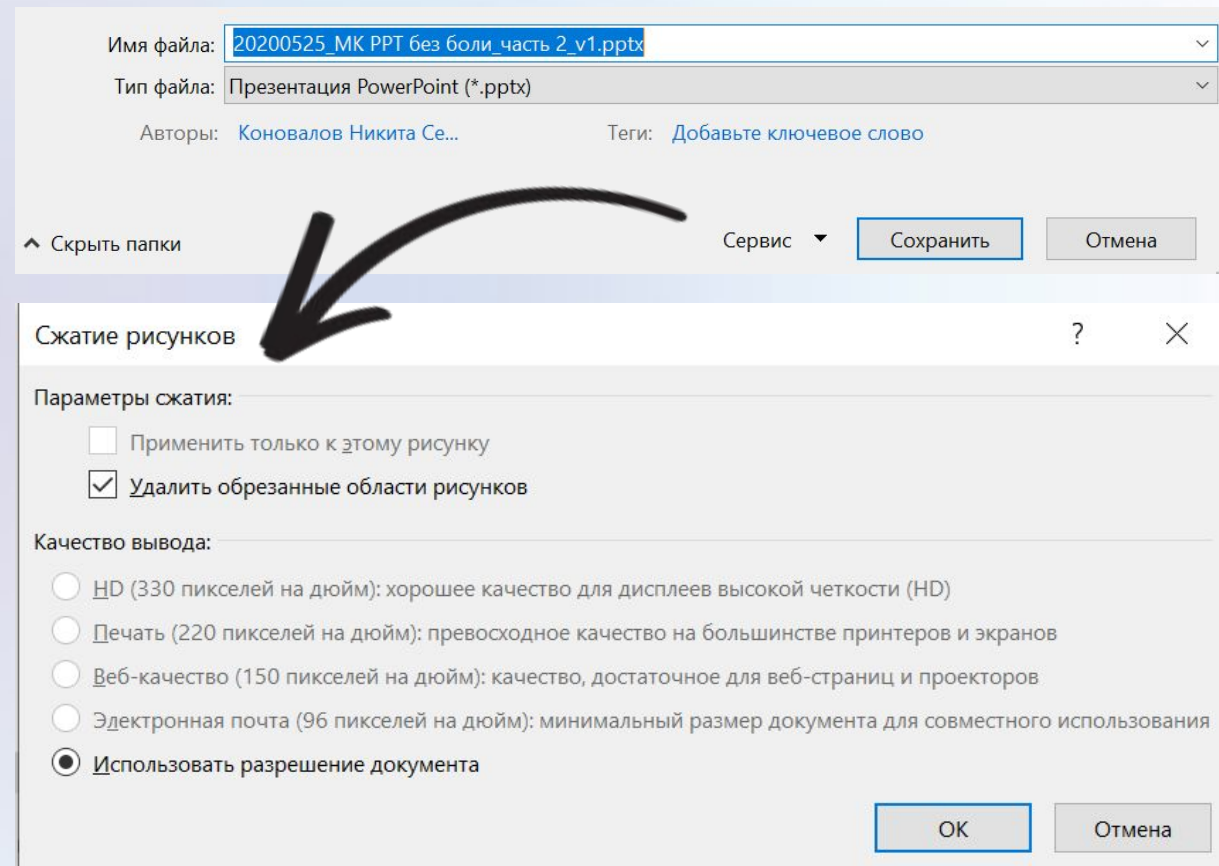 Имя файла: 20200525_МК PPT без боли_часть 2_v1.pptx
Тип файла: Презентация PowerPoint (*.pptx)
Авторы: Коновалов Никита Се... Теги: Добавьте ключевое слово
Скрыть папки Сервис Сохранить Отмена
Сжатие рисунков ?
Параметры сжатия:
Применить только к этому рисунку
Удалить обрезанные области рисунков
Качество вывода:
HD (330 пикселей на дюйм): хорошее качество для дисплеев высокой четкости (HD)
Печать (220 пикселей на дюйм): превосходное качество на большинстве принтеров и экранов
Веб-качество (150 пикселей на дюйм): качество, достаточное для веб-страниц и проекторов
Электронная почта (96 пикселей на дюйм): минимальный размер документа для совместного использования
Использовать разрешение документа
ОК Отмена